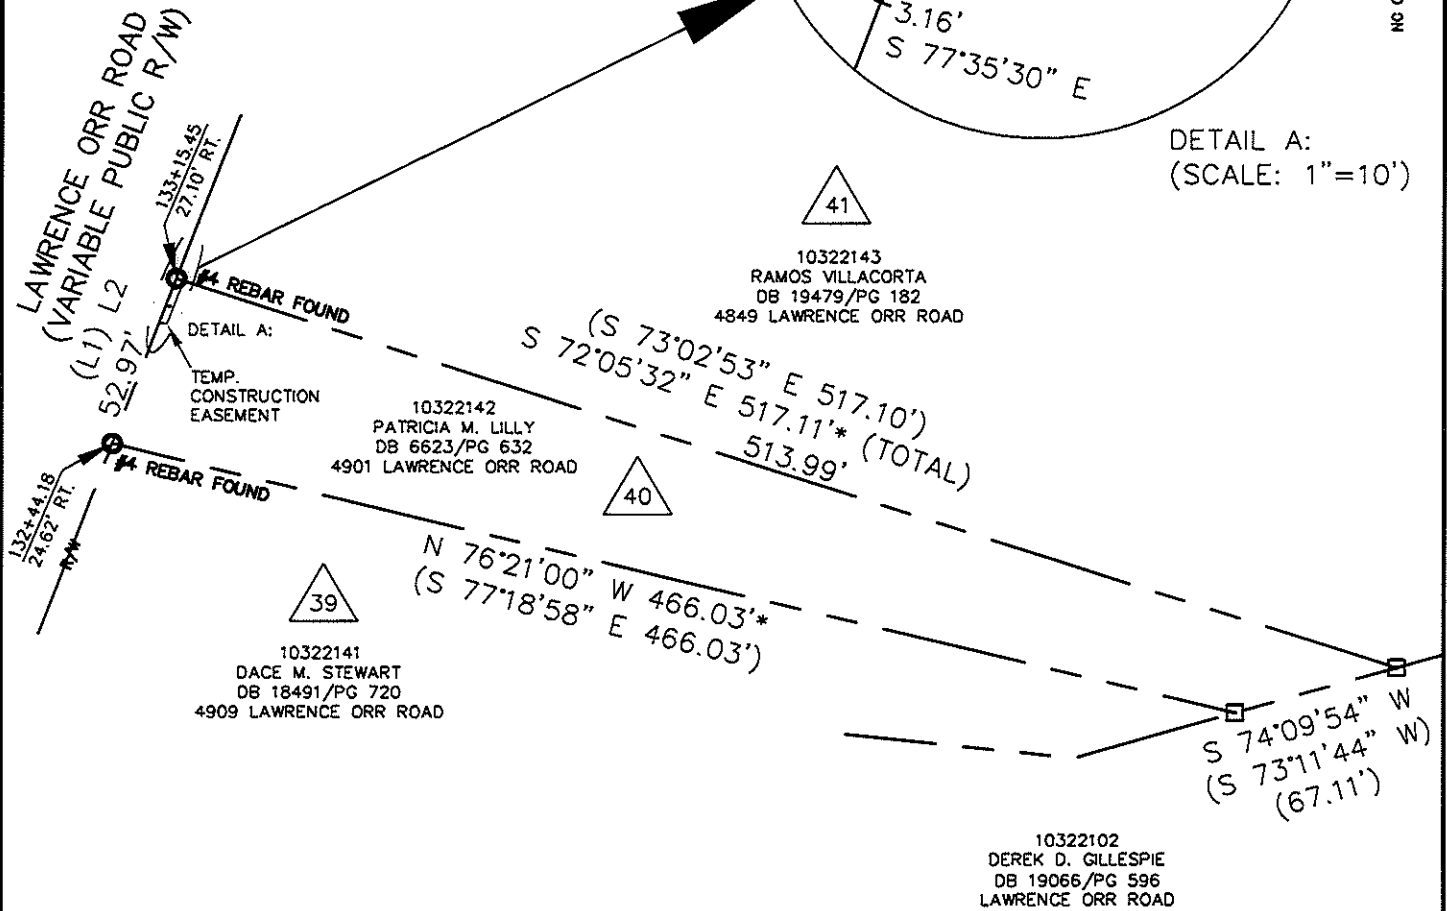 LAWRENCE ORR ROAD
(VARIABLE PUBLIC R/W)
133+15.45
27.10' RT.
3.16'
S 77°35'30" E
NC
DETAIL A:
(SCALE: 1"=10')
41
10322143
RAMOS VILLACORTA
DB 19479/PG 182
4849 LAWRENCE ORR ROAD
#4 REBAR FOUND
(L1) L2
52.97'
DETAIL A:
TEMP.
CONSTRUCTION
EASEMENT
(S 73°02'53" E 517.10')
S 72°05'32" E 517.11'* (TOTAL)
513.99'
10322142
PATRICIA M. LILLY
DB 6623/PG 632
4901 LAWRENCE ORR ROAD
40
#4 REBAR FOUND
132+44.18
24.62' RT.
R/W
N 76°21'00" W 466.03'*
(S 77°18'58" E 466.03')
39
10322141
DACE M. STEWART
DB 18491/PG 720
4909 LAWRENCE ORR ROAD
S 74°09'54" W
(S 73°11'44" W)
(67.11')
10322102
DEREK D. GILLESPIE
DB 19066/PG 596
LAWRENCE ORR ROAD